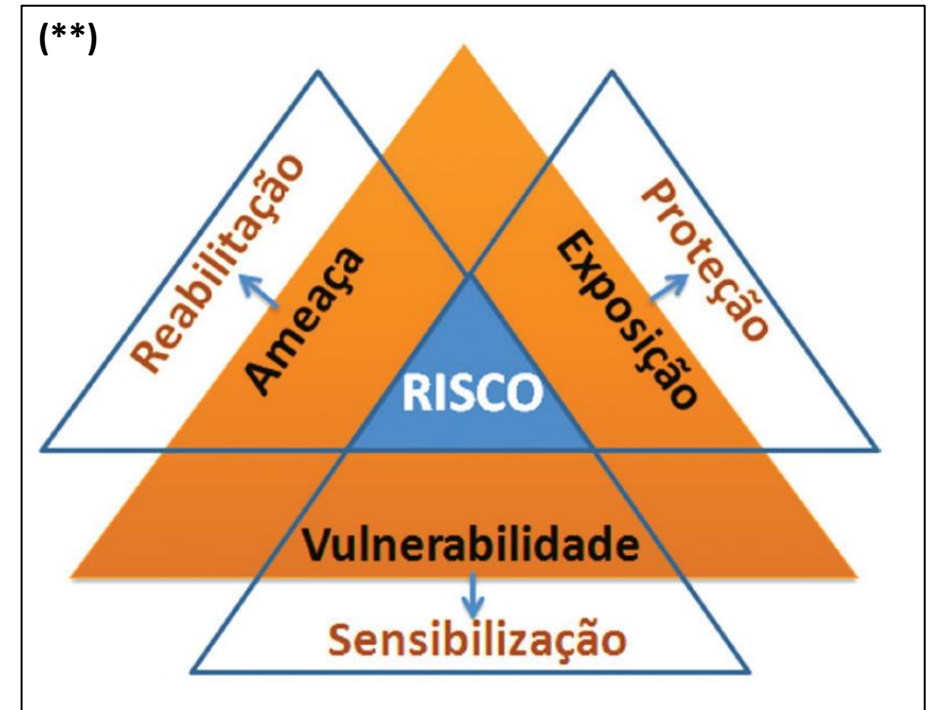 (**)
Reabilitação
Ameaça
Exposição
Proteção
RISCO
Vulnerabilidade
Sensibilização